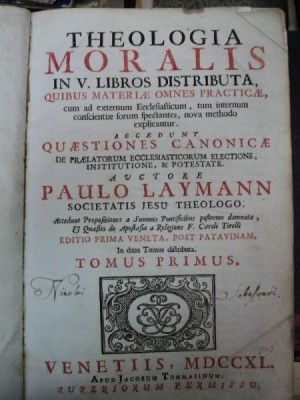 THEOLOGIA
MORALIS
IN V. LIBROS DISTRIBUTA,
QUIBUS MATERIÆ OMNES PRACTICÆ,
cum ad externum Ecclesiasticum, tum internum
conscientiæ forum spectantes, nova methodo
explicantur.
ACCEDUNT
QUÆSTIONES CANONICÆ
DE PRÆLATORUM ECCLESIASTICORUM ELECTIONE,
INSTITUTIONE, & POTESTATE.
AUCTORE
PAULO LAYMANN
SOCIETATIS JESU THEOLOGO.
Accedunt Propositiones a Summis Pontificibus postremo damnatæ,
& Quæstio de Apostasia a Religione F. Caroli Tirelli
EDITIO PRIMA VENETA, POST PATAVINAM,
In duos Tomos distributa.
TOMUS PRIMUS.
VENETIIS, MDCCXL.
APUD JACOBUM TOMMASINUM.
SUPERIORUM PERMISSU,